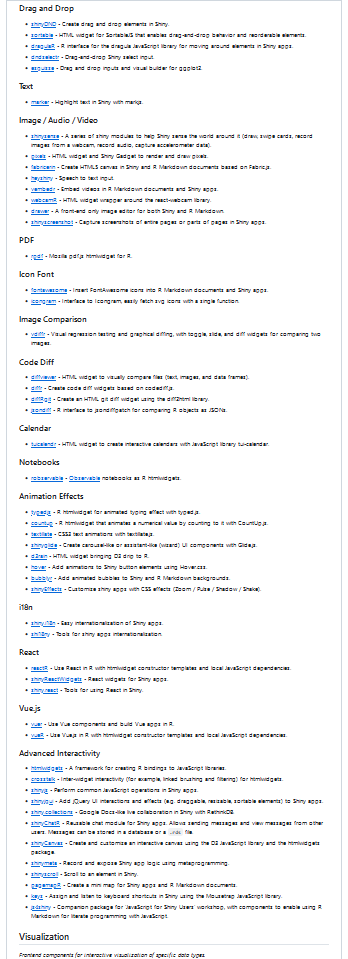 Drag and Drop
shinyDND - Create drag and drop elements in Shiny.
sortable - HTML widget for SortableJS that enables drag-and-drop behavior and reorderable elements.
dragulaR - R interface for the dragula JavaScript library for moving around elements in Shiny apps.
dndselectr - Drag-and-drop Shiny select input.
esquisse - Drag and drop inputs and visual builder for ggplot2.
Text
marker - Highlight text in Shiny with markjs.
Image / Audio / Video
shinysense - A series of shiny modules to help Shiny sense the world around it (draw, swipe cards, record
images from a webcam, record audio, capture accelerometer data).
pixels - HTML widget and Shiny Gadget to render and draw pixels.
fabricerin - Create HTML5 canvas in Shiny and R Markdown documents based on Fabricjs.
heyshiny - Speech to text input
vembedr - Embed videos in R Markdown documents and Shiny apps.
webcamR - HTML widget wrapper around the react-webcam library.
drawer - A front-end only image editor for both Shiny and R Markdown.
shinyscreenshot - Capture screenshots of entire pages or parts of pages in Shiny apps.
PDF
rpdf - Mozilla pdf.js htmlwidget for R.
Icon Font
fontawesome - Insert FontAwesome icons into R Markdown documents and Shiny apps.
icongram - Interface to Icongram, easily fetch svg icons with a single function.
Image Comparison
vdiffr - Visual regression testing and graphical diffing, with toggle, slide, and diff widgets for comparing two
images.
Code Diff
diffviewer - HTML widget to visually compare files (text, images, and data frames).
diffr - Create code diff widgets based on codediff.js.
diff2git - Create an HTML git diff widget using the diff2html library.
jsondiff - R interface to jsondiffpatch for comparing R objects as JSONs.
Calendar
tuicalendr - HTML widget to create interactive calendars with JavaScript library tui-calendar.
Notebooks
robservable - Observable notebooks as R htmlwidgets.
Animation Effects
typedjs - R htmlwidget for animated typing effect with typed.js.
countup - R htmlwidget that animates a numerical value by counting to it with CountUp.js.
textillate - CSS3 text animations with textillate.js.
shinyglide - Create carousel-like or assistant-like (wizard) UI components with Glide.js.
d3rain - HTML widget bringing D3 drip to R.
hover - Add animations to Shiny button elements using Hover.css.
bubblyr - Add animated bubbles to Shiny and R Markdown backgrounds.
shinyEffects - Customise shiny apps with CSS effects (Zoom / Pulse / Shadow / Shake).
i18n
shiny.i18n - Easy internationalization of Shiny apps.
shi18ny - Tools for shiny apps internationalisation.
React
reactR - Use React in R with htmlwidget constructor templates and local JavaScript dependencies.
shinyReactWidgets - React widgets for Shiny apps.
shiny.react - Tools for using React in Shiny.
Vue.js
vuer - Use Vue components and build Vue apps in R.
vueR - Use Vue.js in R with htmlwidget constructor templates and local JavaScript dependencies.
Advanced Interactivity
htmlwidgets - A framework for creating R bindings to JavaScript libraries.
crosstalk - Inter-widget interactivity (for example, linked brushing and filtering) for htmlwidgets.
shinyjs - Perform common JavaScript operations in Shiny apps.
shinyjqui - Add jQuery UI interactions and effects (e.g. draggable, resizable, sortable elements) to Shiny apps.
shiny.collections - Google Docs-like live collaboration in Shiny with RethinkDB.
shinyChatR - Reusable chat module for Shiny apps. Allows sending messages and view messages from other
users. Messages can be stored in a database or a .rds file.
shinyCanvas - Create and customise an interactive canvas using the D3 JavaScript library and the htmlwidgets
package.
shinymeta - Record and expose Shiny app logic using metaprogramming.
shinyscroll - Scroll to an element in Shiny.
pagemapR - Create a mini map for Shiny apps and R Markdown documents.
keys - Assign and listen to keyboard shortcuts in Shiny using the Mousetrap JavaScript library.
js4shiny - Companion package for JavaScript for Shiny Users' workshop, with components to enable using R
Markdown for literate programming with JavaScript.
Visualization
Frontend components for interactive visualization of specific data types.